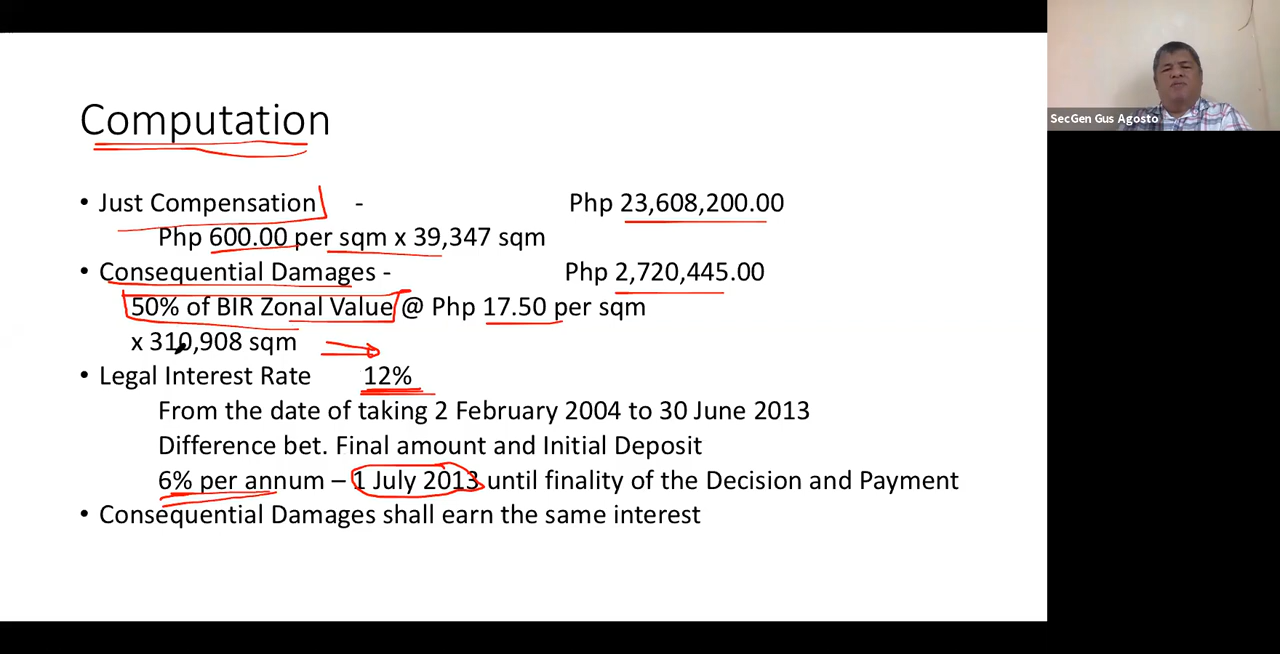 SecGen Gus Agosto
Computation
• Just Compensation - Php 23,608,200.00
Php 600.00 per sqm x 39,347 sqm
• Consequential Damages - Php 2,720,445.00
50% of BIR Zonal Value @ Php 17.50 per sqm
x 310,908 sqm
• Legal Interest Rate 12%
From the date of taking 2 February 2004 to 30 June 2013
Difference bet. Final amount and Initial Deposit
6% per annum – 1 July 2013 until finality of the Decision and Payment
• Consequential Damages shall earn the same interest